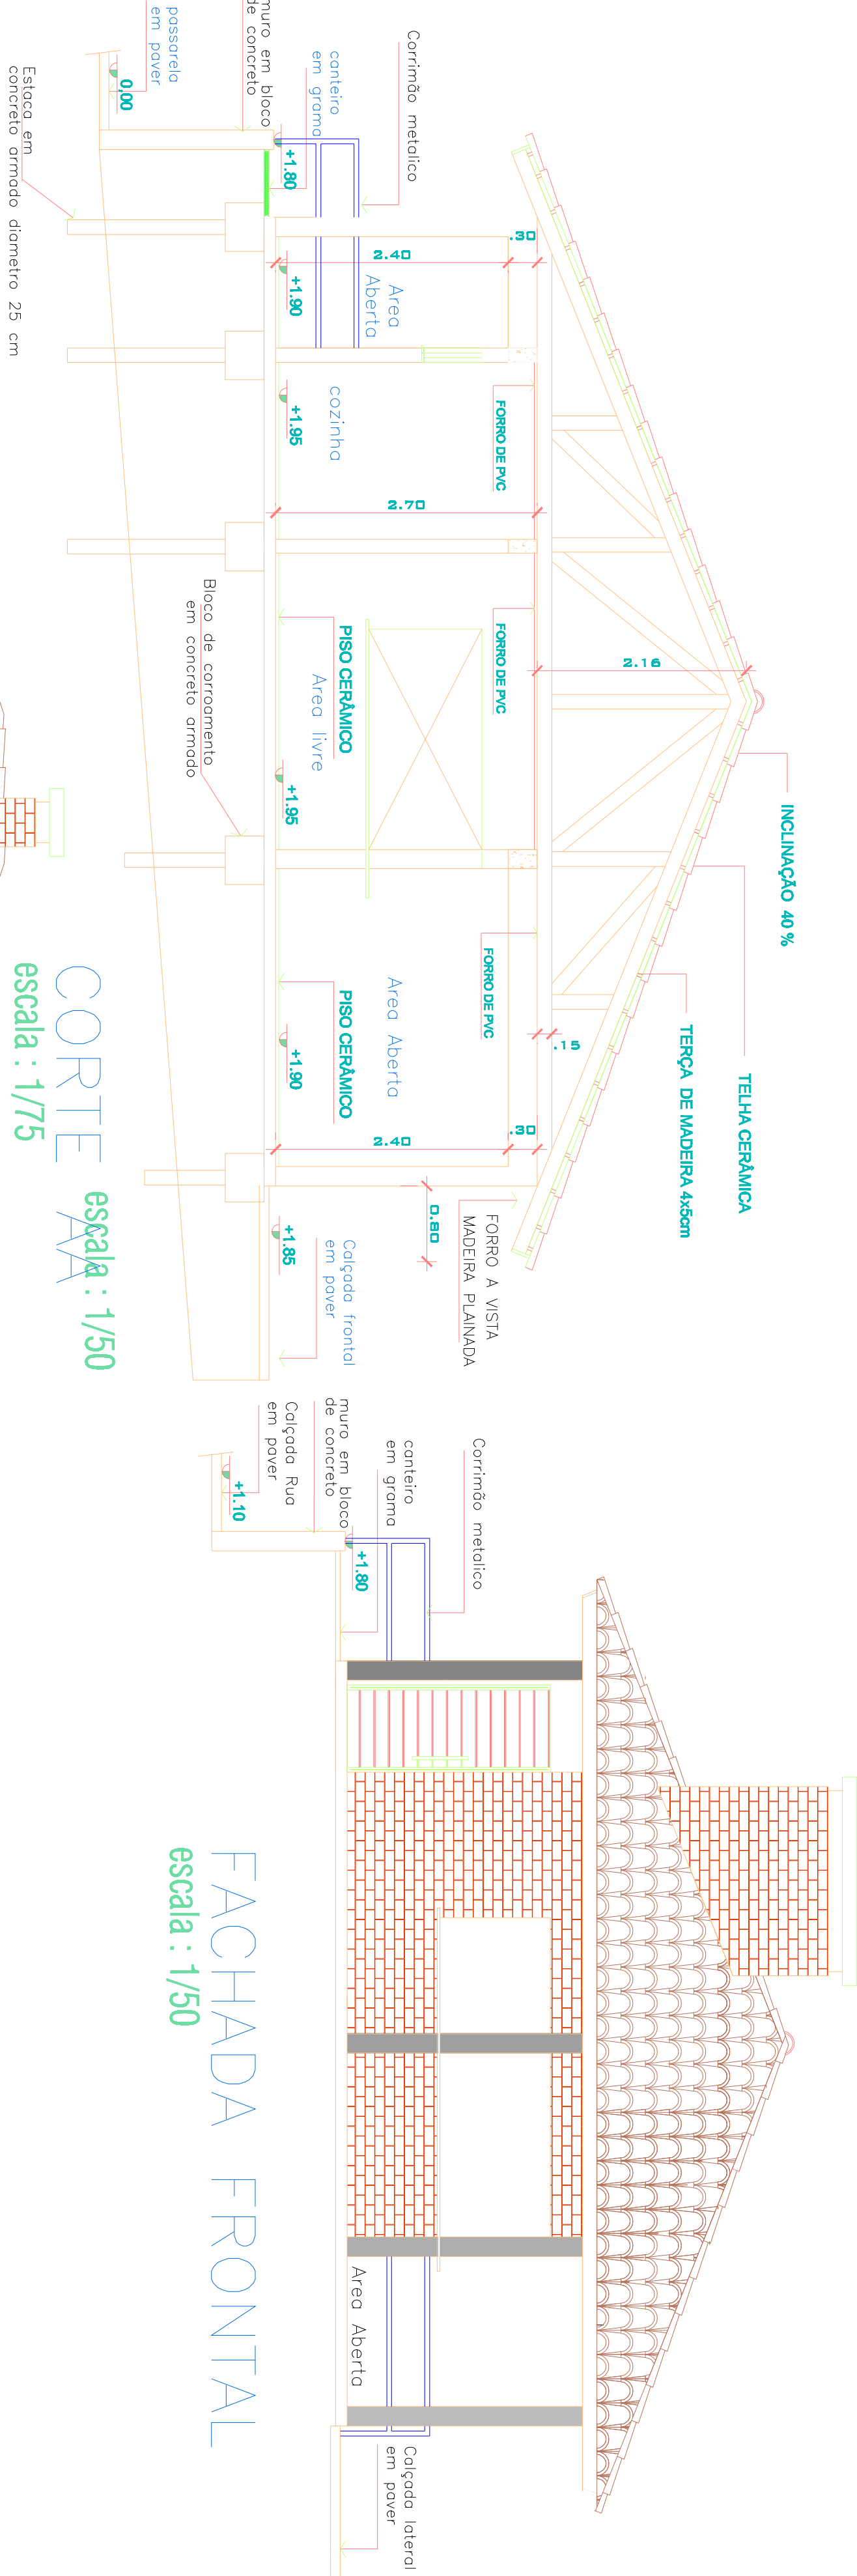 INCLINAÇÃO 40 %
TELHA CERÂMICA
TERÇA DE MADEIRA 4x5cm
2.16
.15
.30
.30
FORRO DE PVC
FORRO DE PVC
FORRO DE PVC
FORRO A VISTA
MADEIRA PLAINADA
Corrimão metalico
canteiro
em grama
muro em bloco
de concreto
passarela
em paver
0,00
+1.80
2.40
+1.90
Area
Aberta
cozinha
+1.95
2.70
PISO CERÂMICO
Area livre
+1.95
Area Aberta
PISO CERÂMICO
+1.90
2.40
0.80
+1.85
Calçada frontal
em paver
Bloco de corroamento
em concreto armado
Estaca em
concreto armado diametro 25 cm
CORTE AA
escala : 1/50
escala : 1/75
Corrimão metalico
canteiro
em grama
muro em bloco
de concreto
Calçada Rua
em paver
+1.10
+1.80
Area Aberta
Calçada lateral
em paver
FACHADA FRONTAL
escala : 1/50